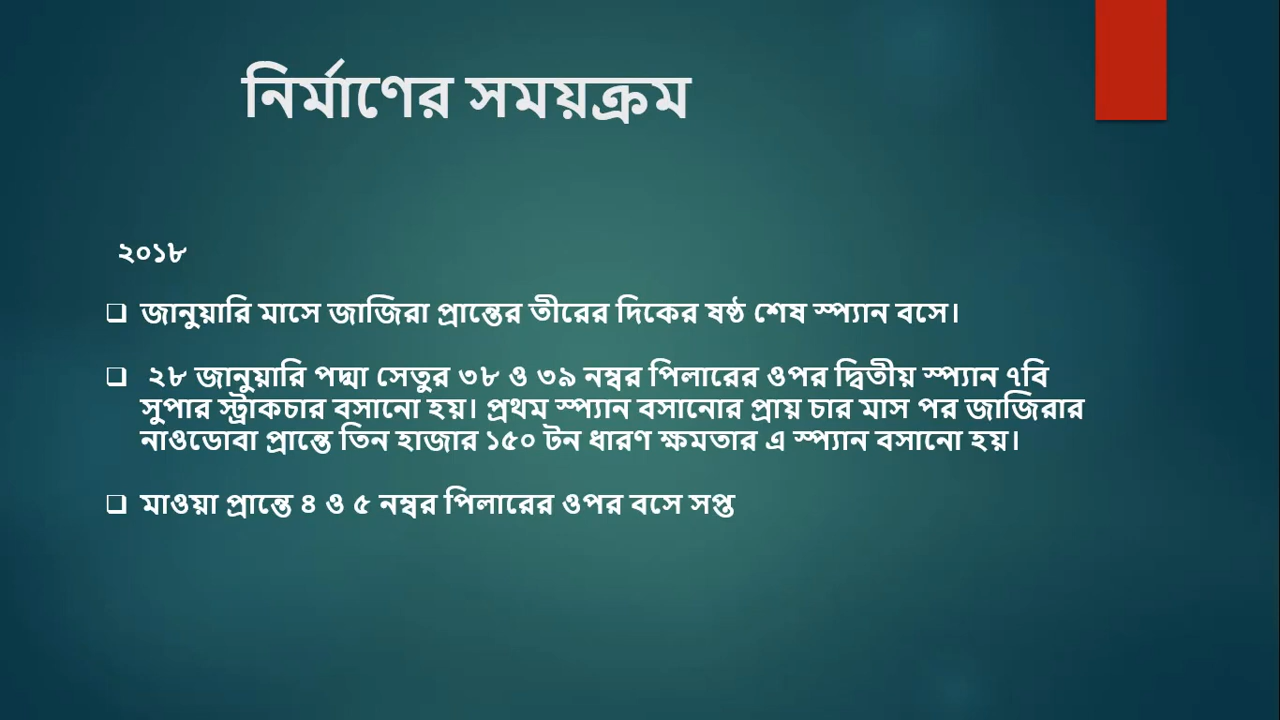 নির্মাণের সময়ক্রম
২০১৮
জানুয়ারি মাসে জাজিরা প্রান্তের তীরের দিকের ষষ্ঠ শেষ স্প্যান বসে।
২৮ জানুয়ারি পদ্মা সেতুর ৩৮ ও ৩৯ নম্বর পিলারের ওপর দ্বিতীয় স্প্যান ৭বি
সুপার স্ট্রাকচার বসানো হয়। প্রথম স্প্যান বসানোর প্রায় চার মাস পর জাজিরার
নাওডোবা প্রান্তে তিন হাজার ১৫০ টন ধারণ ক্ষমতার এ স্প্যান বসানো হয়।
মাওয়া প্রান্তে ৪ ও ৫ নম্বর পিলারের ওপর বসে সপ্ত